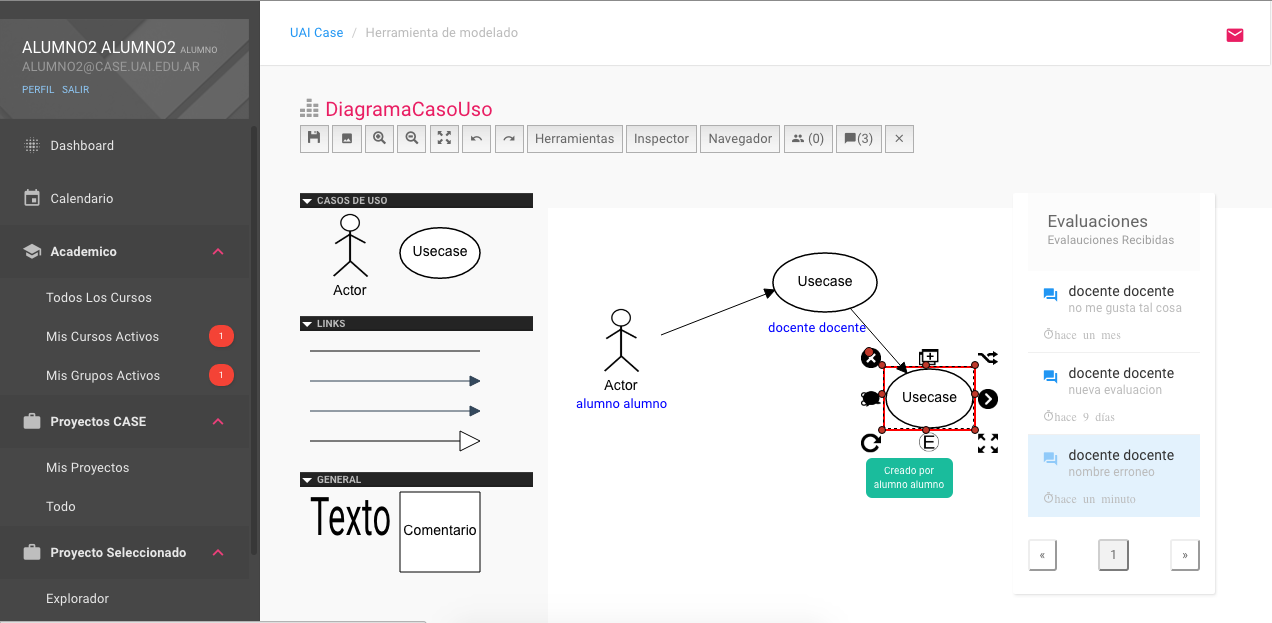 ALUMNO2 ALUMNO2 ALUMNO
ALUMNO2@CASE.UAI.EDU.AR
PERFIL SALIR
Dashboard
Calendario
Academico
Todos Los Cursos
Mis Cursos Activos 1
Mis Grupos Activos 1
Proyectos CASE
Mis Proyectos
Todo
Proyecto Seleccionado
Explorador
UAI Case / Herramienta de modelado
DiagramaCasoUso
Herramientas Inspector Navegador (0) (3) ×
CASOS DE USO
Usecase
Actor
LINKS
GENERAL
Texto
Comentario
Usecase
docente docente
Actor
alumno alumno
Usecase
E
Creado por
alumno alumno
Evaluaciones
Evalauciones Recibidas
docente docente
no me gusta tal cosa
hace un mes
docente docente
nueva evaluacion
hace 9 días
docente docente
nombre erroneo
hace un minuto
« 1 »